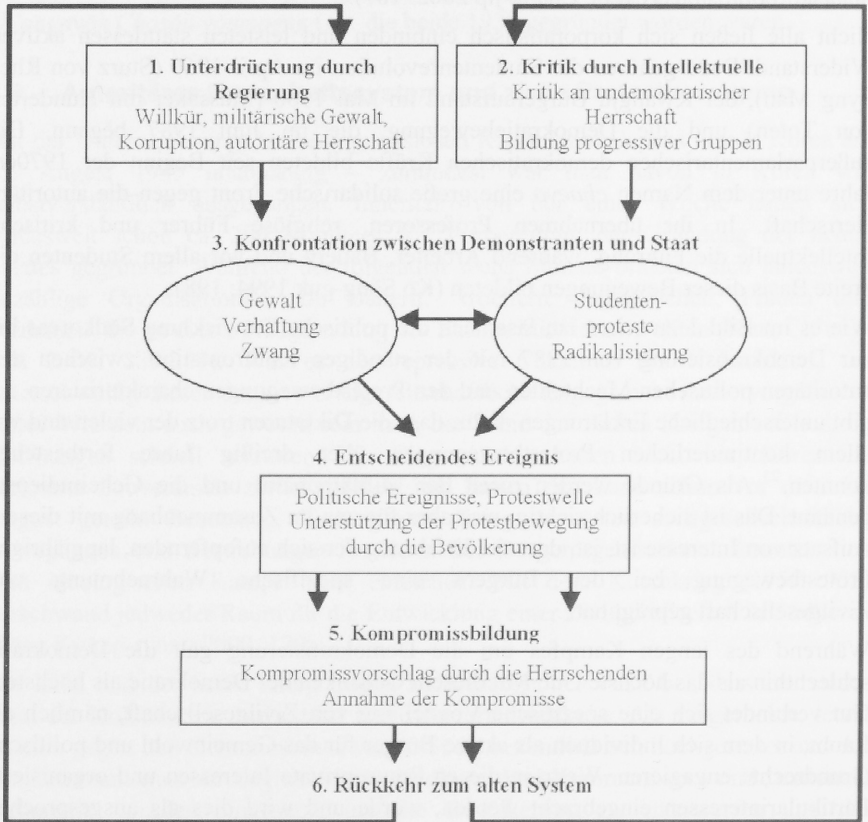 1. Unterdrückung durch
Regierung
Willkür, militärische Gewalt,
Korruption, autoritäre Herrschaft
2. Kritik durch Intellektuelle
Kritik an undemokratischer
Herrschaft
Bildung progressiver Gruppen
3. Konfrontation zwischen Demonstranten und Staat
Gewalt
Verhaftung
Zwang
Studenten-
proteste
Radikalisierung
4. Entscheidendes Ereignis
Politische Ereignisse, Protestwelle
Unterstützung der Protestbewegung
durch die Bevölkerung
5. Kompromissbildung
Kompromissvorschlag durch die Herrschenden
Annahme der Kompromisse
6. Rückkehr zum alten System